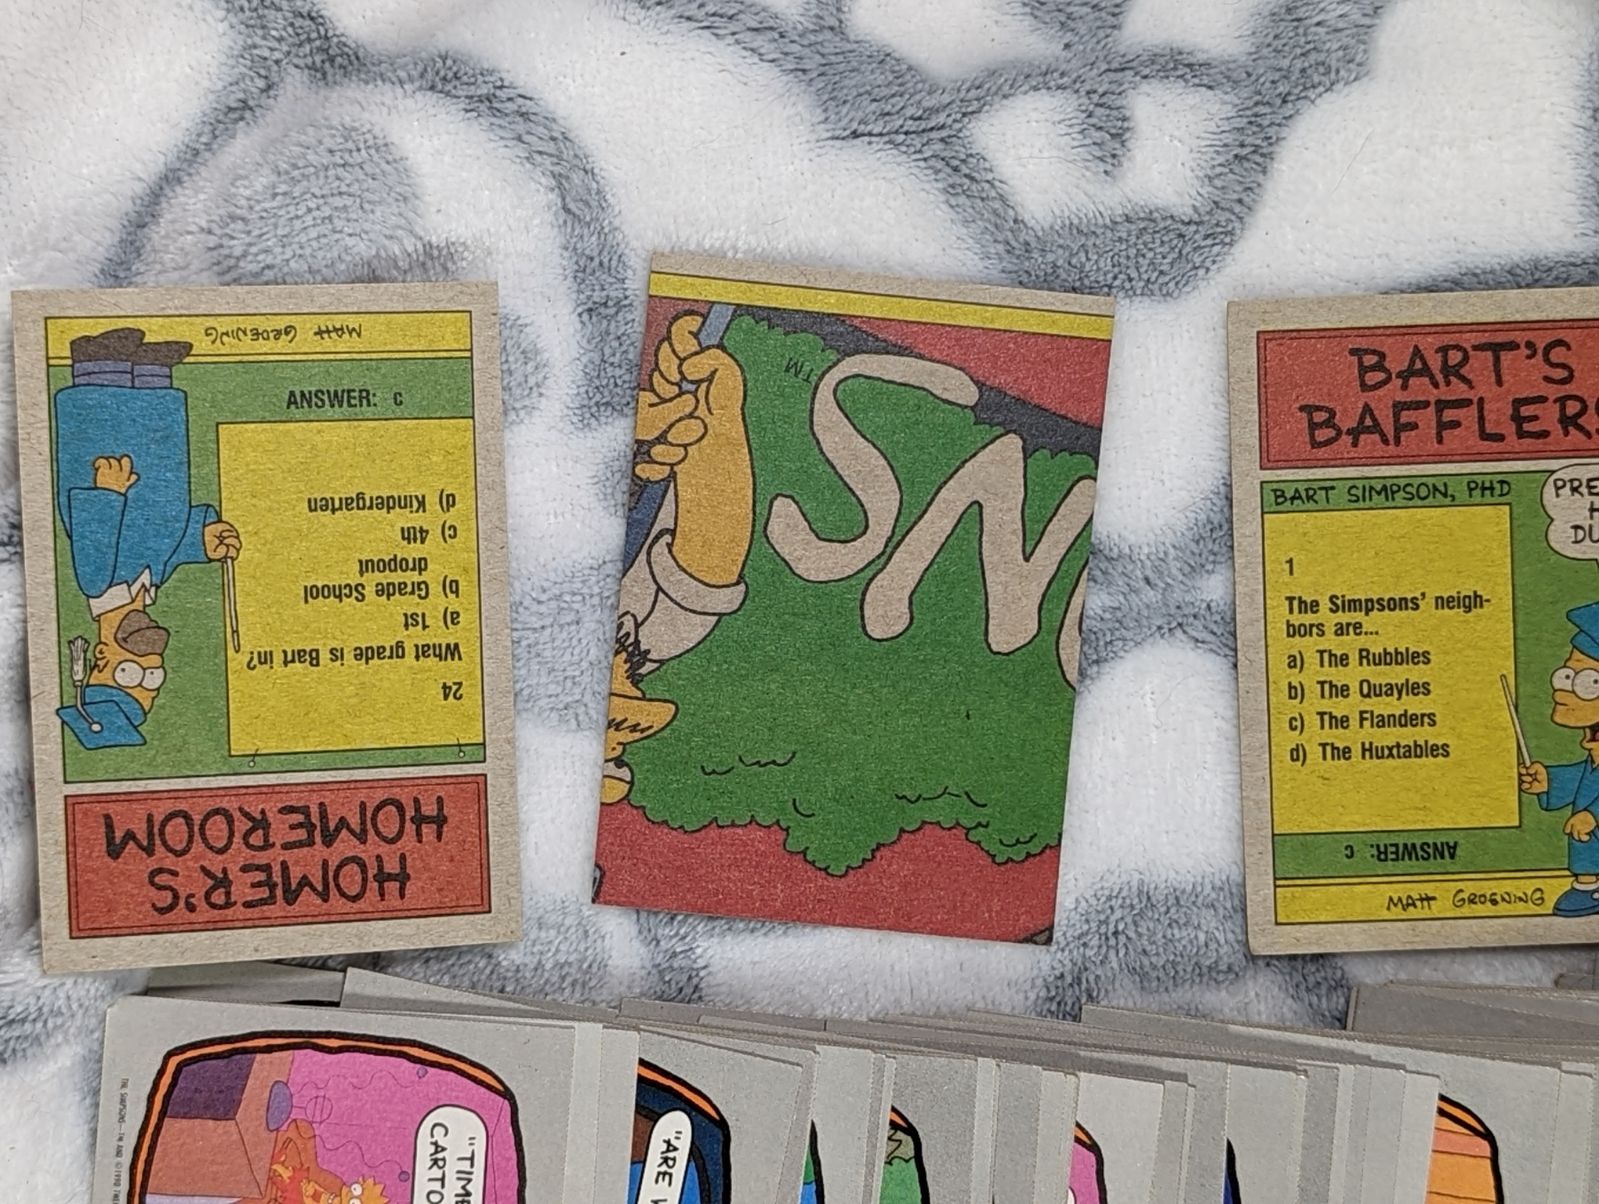 HOMER'S
HOMEROOM
24
What grade is Bart in?
a) 1st
b) Grade School
dropout
c) 4th
d) Kindergarten
ANSWER: c
MATT GROENING
TM
SN
BART'S
BAFFLERS
BART SIMPSON, PHD
PRE
H
DU
1
The Simpsons' neigh-
bors are...
a) The Rubbles
b) The Quayles
c) The Flanders
d) The Huxtables
ANSWER: c
MATT GROENING
"TIME
CARTO
"ARE